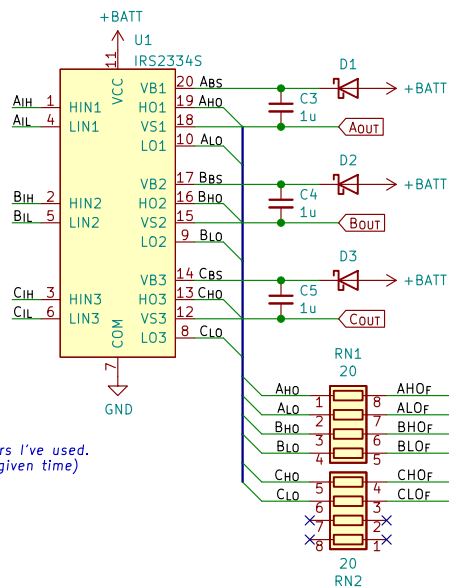 +BATT
U1
IRS2334S
11
VCC
VB1 20 ABS
D1
+BATT
AIH 1 HIN1
HO1 19 AHO
C3
1u
AIL 4 LIN1
VS1 18
AOUT
LO1 10 ALO
VB2 17 BBS
D2
+BATT
BIH 2 HIN2
HO2 16 BHO
C4
1u
BIL 5 LIN2
VS2 15
BOUT
LO2 9 BLO
VB3 14 CBS
D3
+BATT
CIH 3 HIN3
HO3 13 CHO
C5
1u
CIL 6 LIN3
VS3 12
COUT
LO3 8 CLO
COM
7
GND
RN1
20
AHO 1 8 AHOF
ALO 2 7 ALOF
BHO 3 6 BHOF
BLO 4 5 BLOF
rs I've used.
given time)
CHO 5 4 CHOF
CLO 6 3 CLOF
7 2
8 1
20
RN2